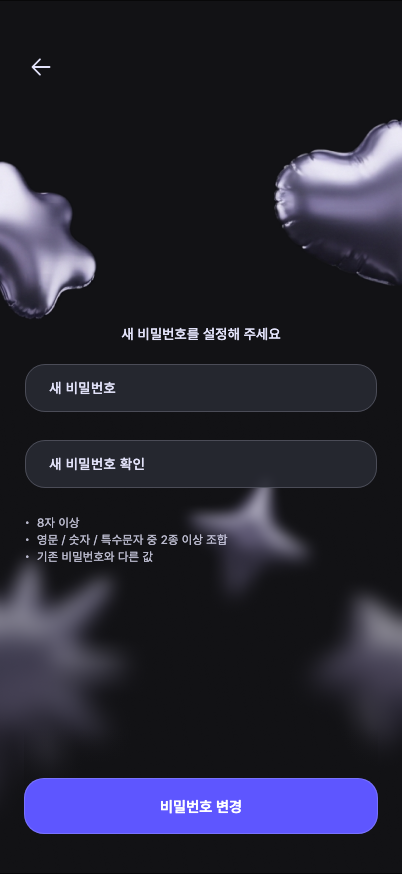 새 비밀번호를 설정해 주세요
새 비밀번호
새 비밀번호 확인
• 8자 이상
• 영문 / 숫자 / 특수문자 중 2종 이상 조합
• 기존 비밀번호와 다른 값
비밀번호 변경